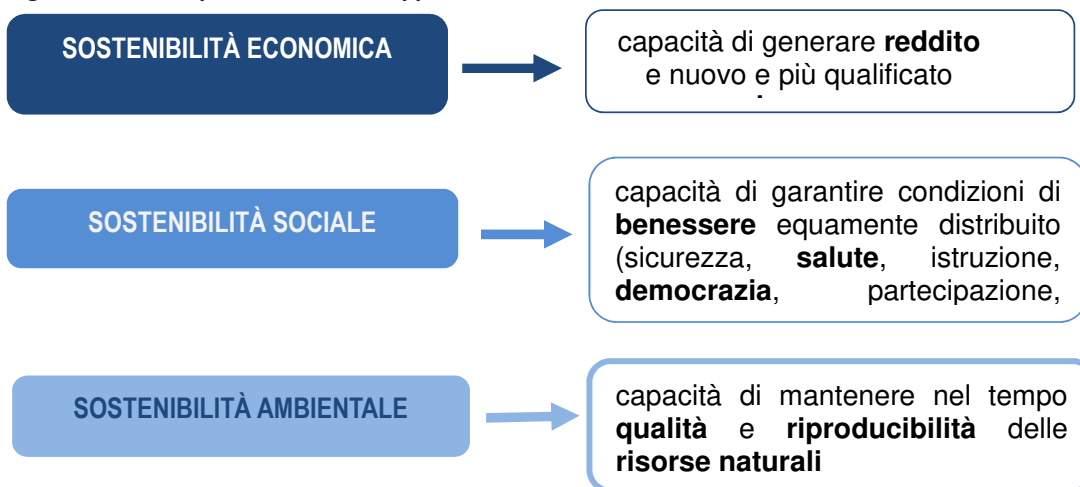 SOSTENIBILITÀ ECONOMICA
capacità di generare reddito
e nuovo e più qualificato
SOSTENIBILITÀ SOCIALE
capacità di garantire condizioni di
benessere equamente distribuito
(sicurezza, salute, istruzione,
democrazia, partecipazione,
SOSTENIBILITÀ AMBIENTALE
capacità di mantenere nel tempo
qualità e riproducibilità delle
risorse naturali